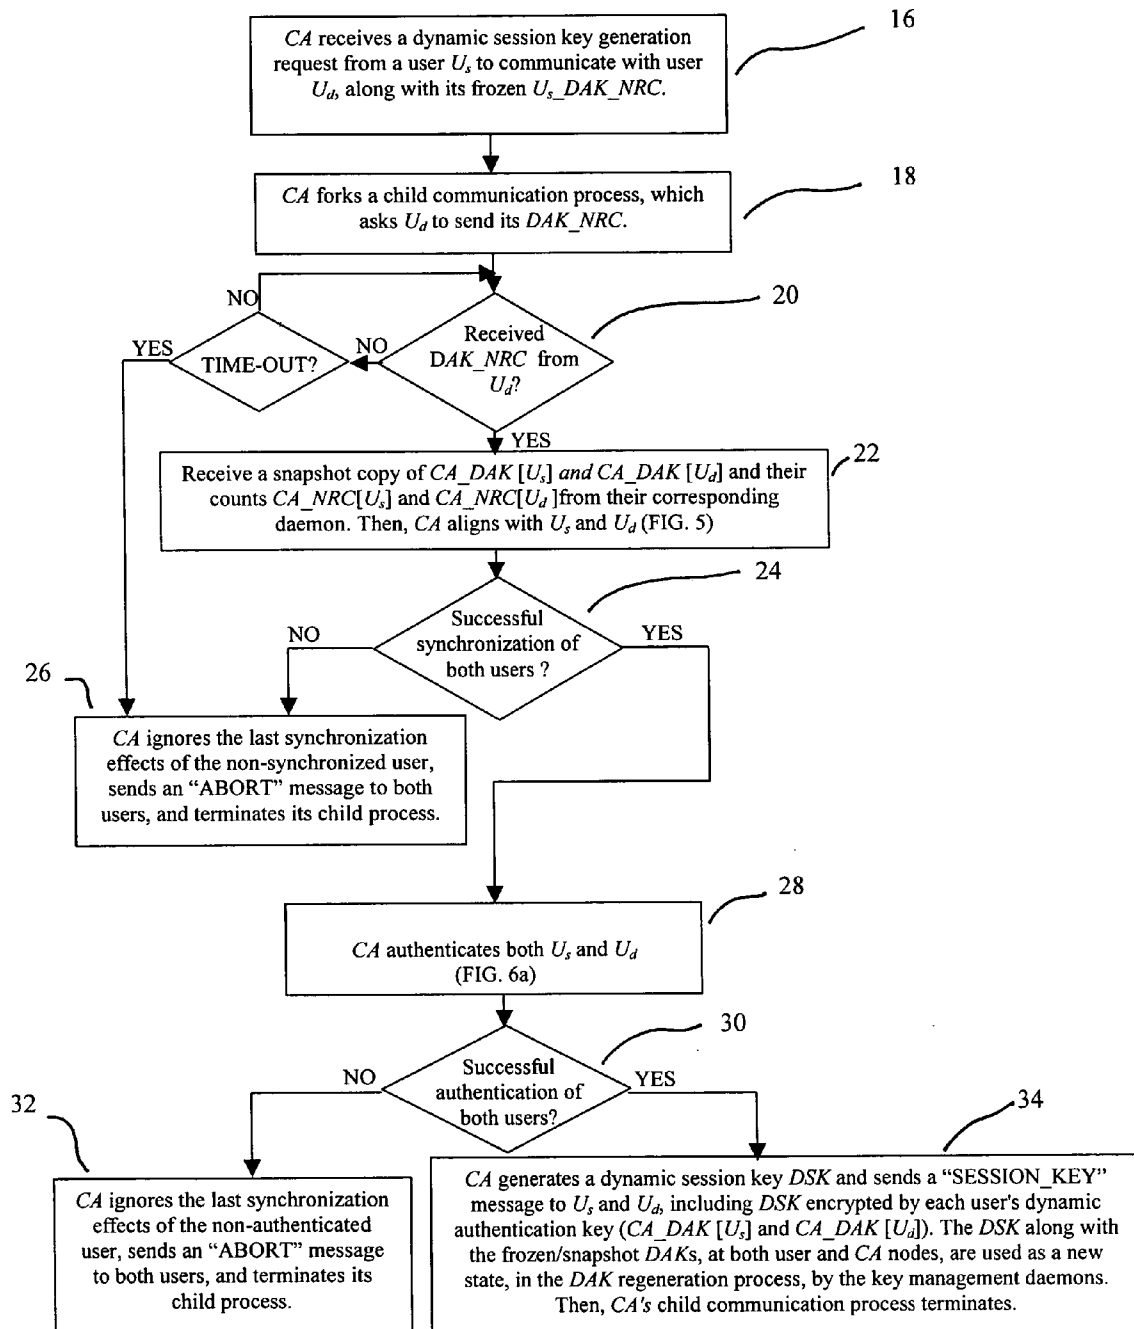 16
CA receives a dynamic session key generation
request from a user Us to communicate with user
Ud, along with its frozen Us_DAK_NRC.
18
CA forks a child communication process, which
asks Ud to send its DAK_NRC.
NO
20
YES
TIME-OUT?
NO
Received
DAK_NRC from
Ud?
YES
22
Receive a snapshot copy of CA_DAK [Us] and CA_DAK [Ud] and their
counts CA_NRC[Us] and CA_NRC[Ud ]from their corresponding
daemon. Then, CA aligns with Us and Ud (FIG. 5)
24
NO
Successful
synchronization of
both users ?
YES
26
CA ignores the last synchronization
effects of the non-synchronized user,
sends an “ABORT” message to both
users, and terminates its child process.
28
CA authenticates both Us and Ud
(FIG. 6a)
30
NO
Successful
authentication of
both users?
YES
32
CA ignores the last synchronization
effects of the non-authenticated
user, sends an “ABORT” message
to both users, and terminates its
child process.
34
CA generates a dynamic session key DSK and sends a “SESSION_KEY”
message to Us and Ud, including DSK encrypted by each user's dynamic
authentication key (CA_DAK [Us] and CA_DAK [Ud]). The DSK along with
the frozen/snapshot DAKs, at both user and CA nodes, are used as a new
state, in the DAK regeneration process, by the key management daemons.
Then, CA's child communication process terminates.